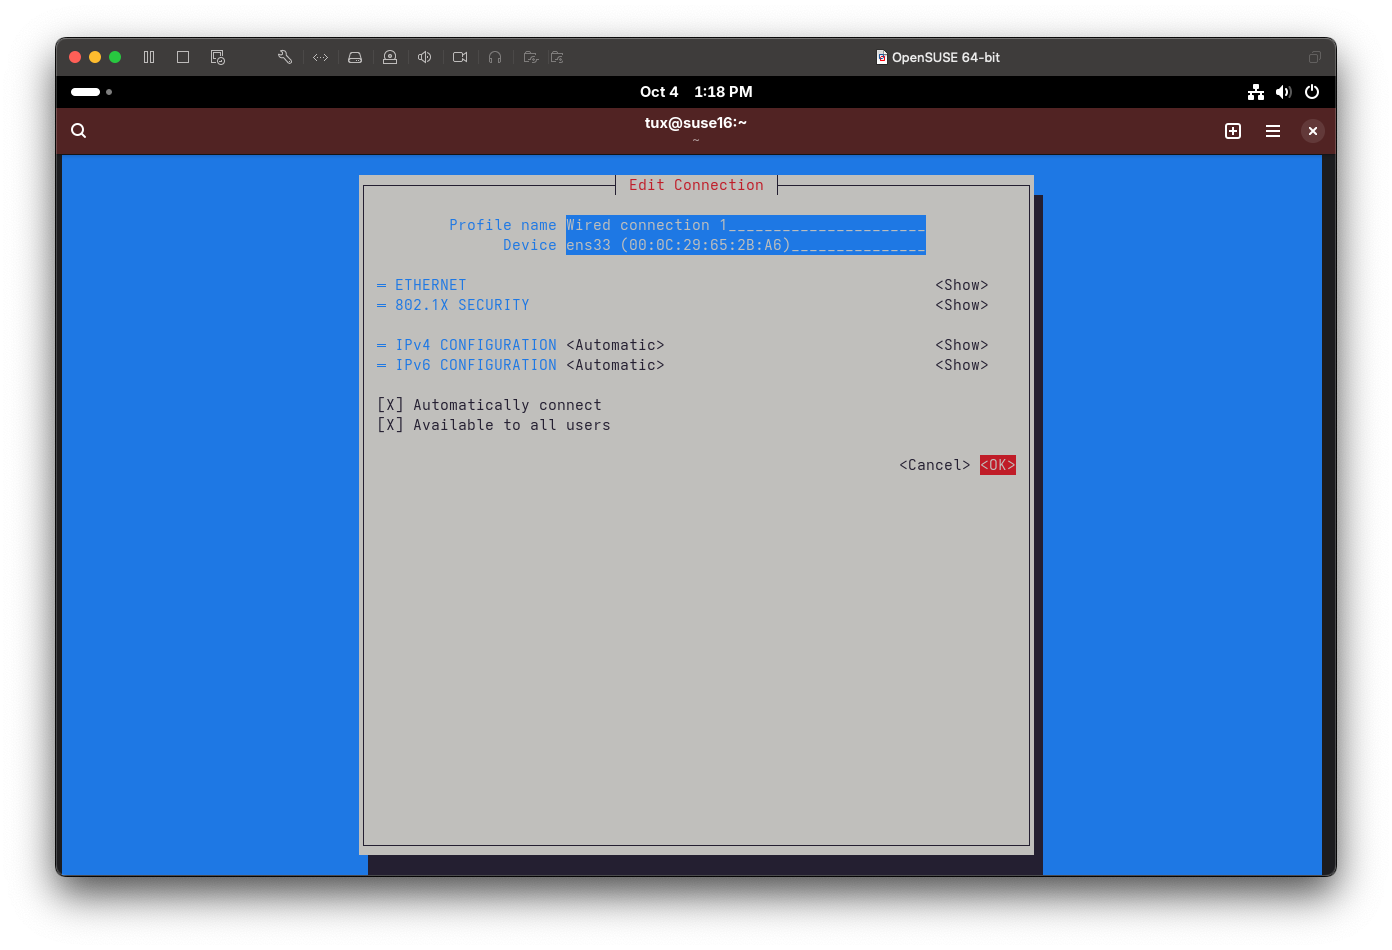 OpenSUSE 64-bit
Oct 4 1:18 PM
tux@suse16:~
~
Edit Connection
Profile name Wired connection 1______________________
Device ens33 (00:0C:29:65:2B:A6)_______________
═ ETHERNET <Show>
═ 802.1X SECURITY <Show>
═ IPv4 CONFIGURATION <Automatic> <Show>
═ IPv6 CONFIGURATION <Automatic> <Show>
[X] Automatically connect
[X] Available to all users
<Cancel> <OK>